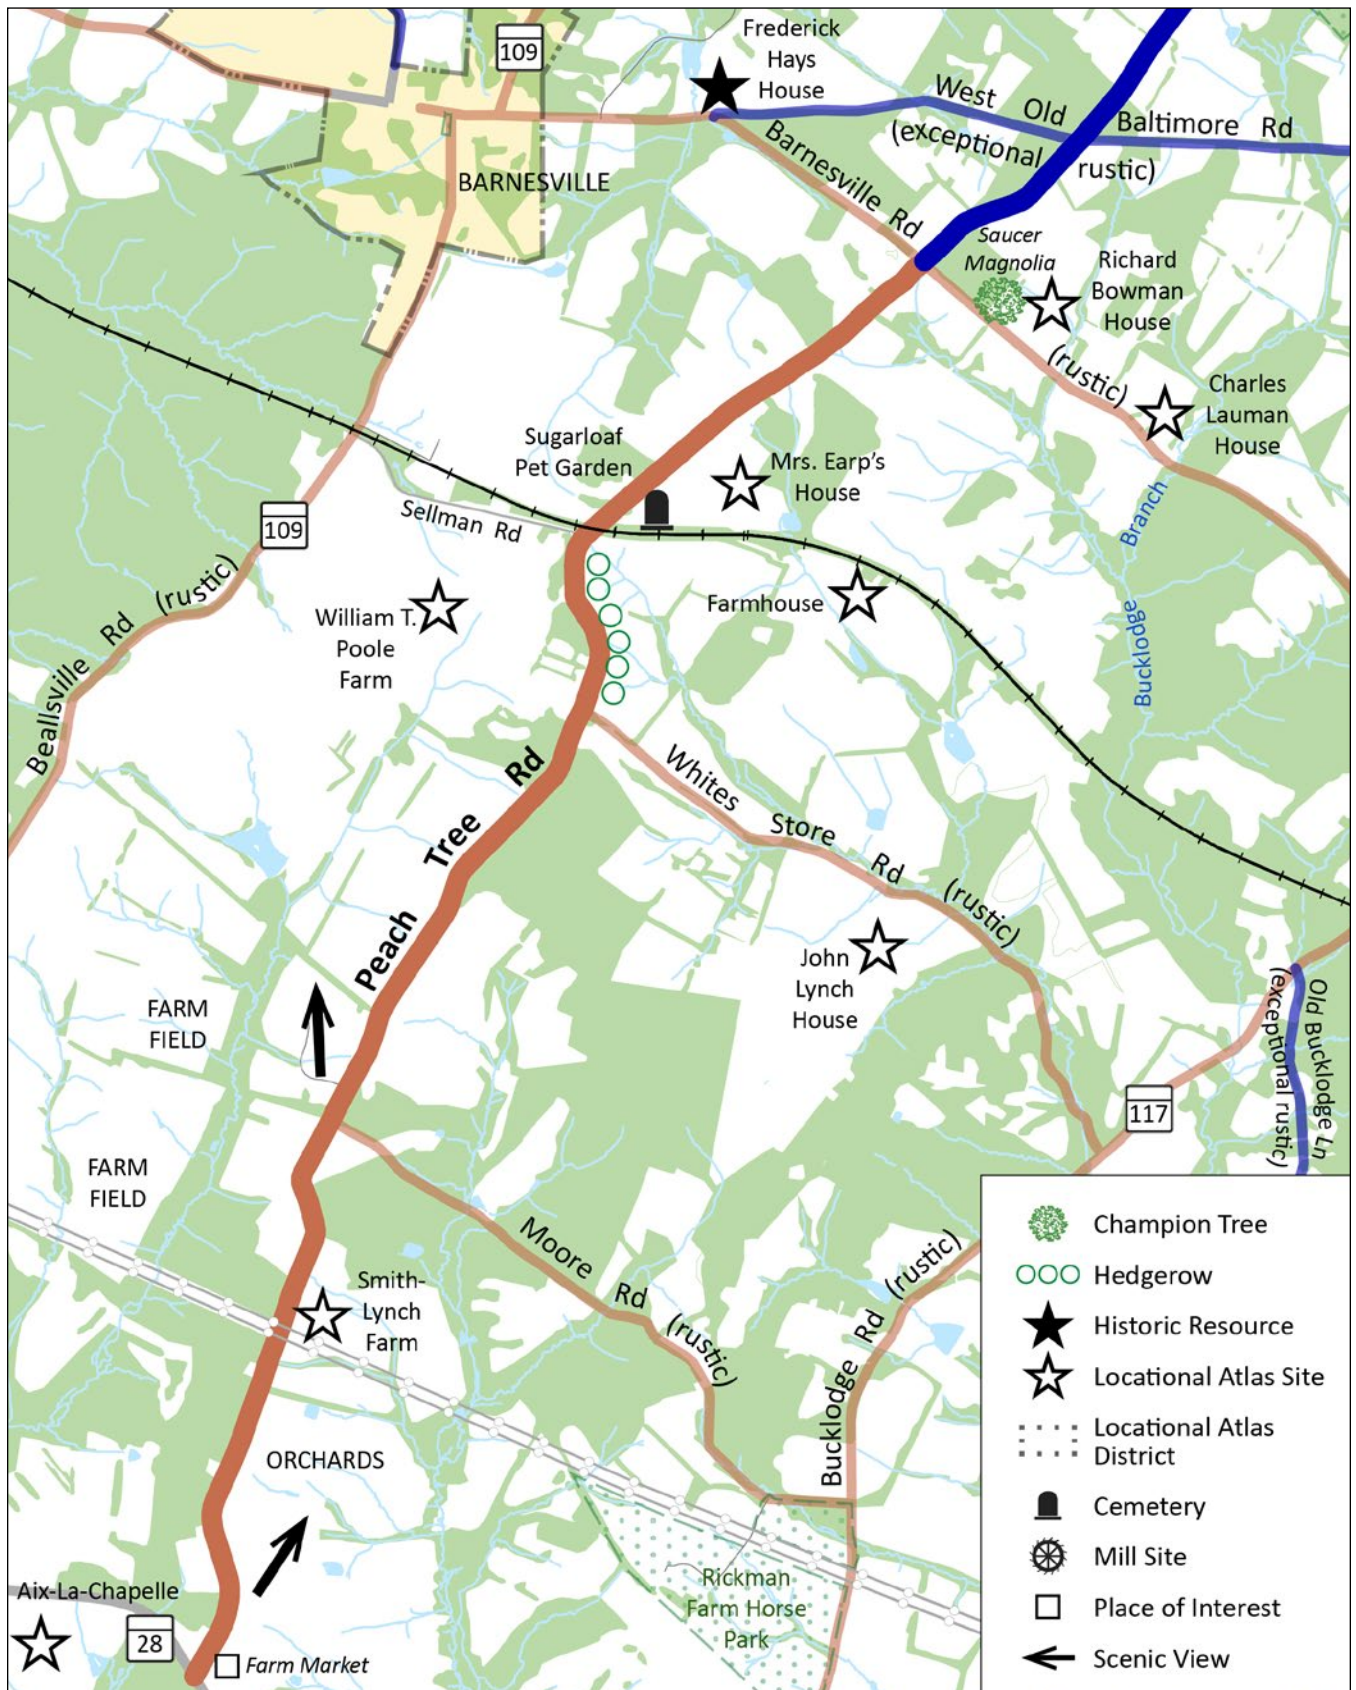 Frederick
Hays
House
109
West Old Baltimore Rd
(exceptional rustic)
Barnesville Rd
BARNESVILLE
Saucer
Magnolia
Richard
Bowman
House
(rustic)
Charles
Lauman
House
Sugarloaf
Pet Garden
Mrs. Earp's
House
Sellman Rd
109
Beallsville Rd (rustic)
William T.
Poole
Farm
Farmhouse
Bucklodge Branch
Whites Store Rd (rustic)
Peach Tree Rd
John
Lynch
House
FARM
FIELD
Old Bucklodge Ln
(exceptional rustic)
117
FARM
FIELD
Moore Rd (rustic)
Bucklodge Rd (rustic)
Smith-
Lynch
Farm
ORCHARDS
Aix-La-Chapelle
28
Farm Market
Rickman
Farm Horse
Park
Champion Tree
Hedgerow
Historic Resource
Locational Atlas Site
Locational Atlas
District
Cemetery
Mill Site
Place of Interest
Scenic View